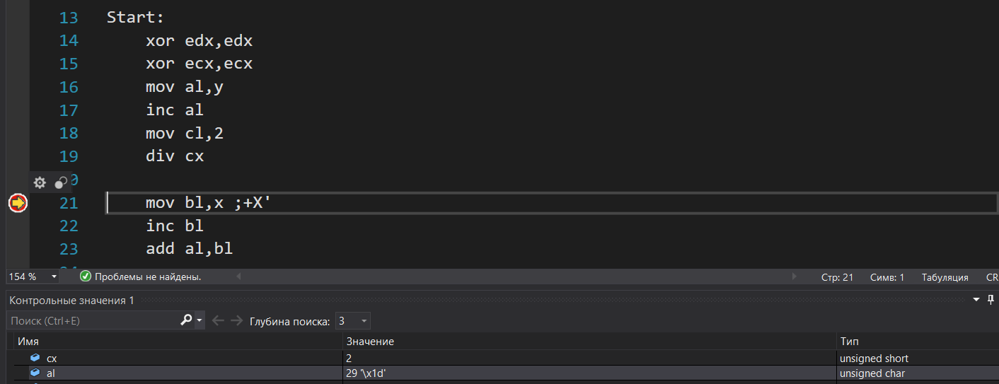 13 Start:
14 xor edx,edx
15 xor ecx,ecx
16 mov al,y
17 inc al
18 mov cl,2
19 div cx
21 mov bl,x ;+X'
22 inc bl
23 add al,bl
154 % Проблемы не найдены. Стр: 21 Симв: 1 Табуляция CR
Контрольные значения 1
Поиск (Ctrl+E) Глубина поиска: 3
Имя Значение Тип
cx 2 unsigned short
al 29 '\x1d' unsigned char